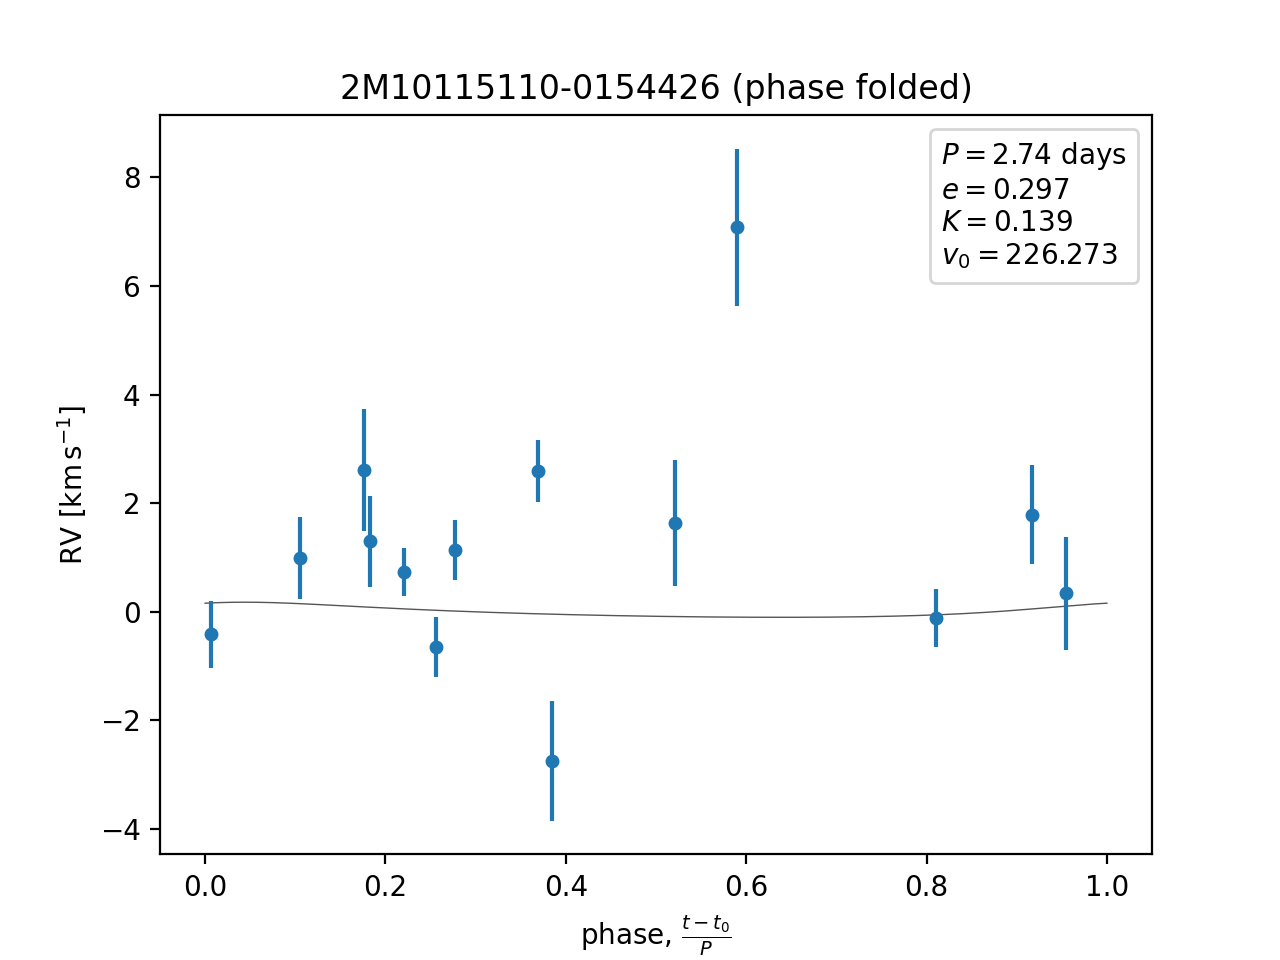 2M10115110-0154426 (phase folded)
P = 2.74 days
e = 0.297
K = 0.139
v₀ = 226.273
8
6
4
2
0
−2
−4
RV [km s⁻¹]
0.0 0.2 0.4 0.6 0.8 1.0
phase, (t − t₀)/P